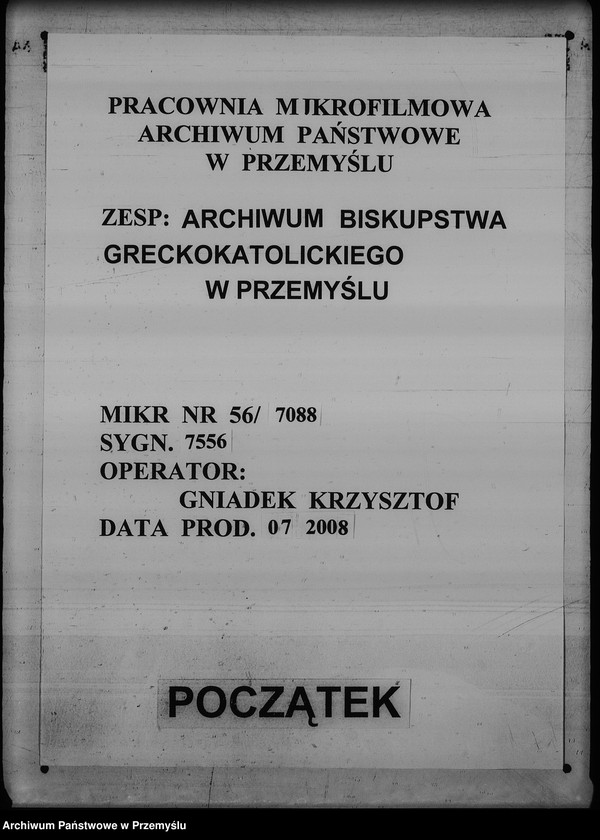 PRACOWNIA MIKROFILMOWA
ARCHIWUM PAŃSTWOWE
W PRZEMYŚLU
ZESP: ARCHIWUM BISKUPSTWA
GRECKOKATOLICKIEGO
W PRZEMYŚLU
MIKR NR 56/ 7088
SYGN. 7556
OPERATOR:
GNIADEK KRZYSZTOF
DATA PROD. 07 2008
POCZĄTEK
Archiwum Państwowe w Przemyślu